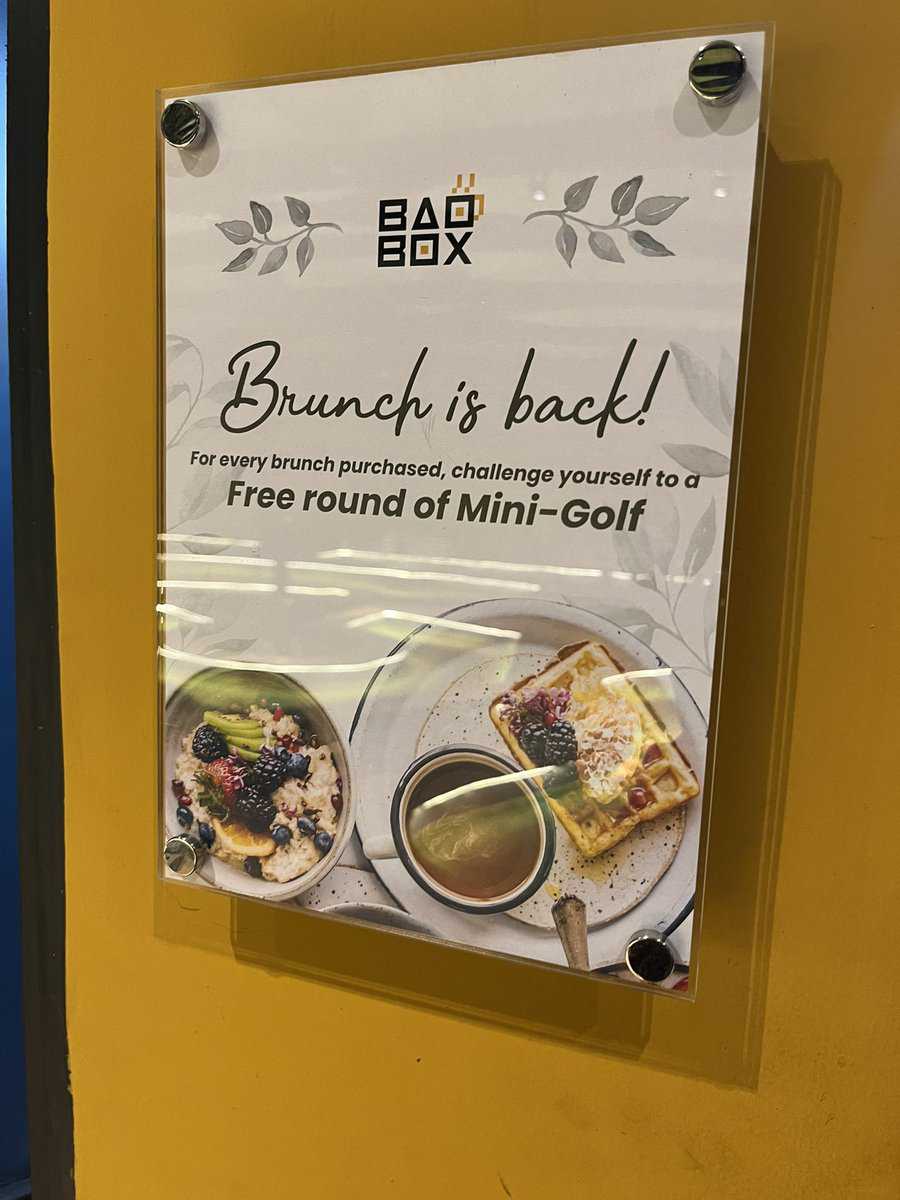 BAO
BOX
Brunch is back!
For every brunch purchased, challenge yourself to a
Free round of Mini-Golf